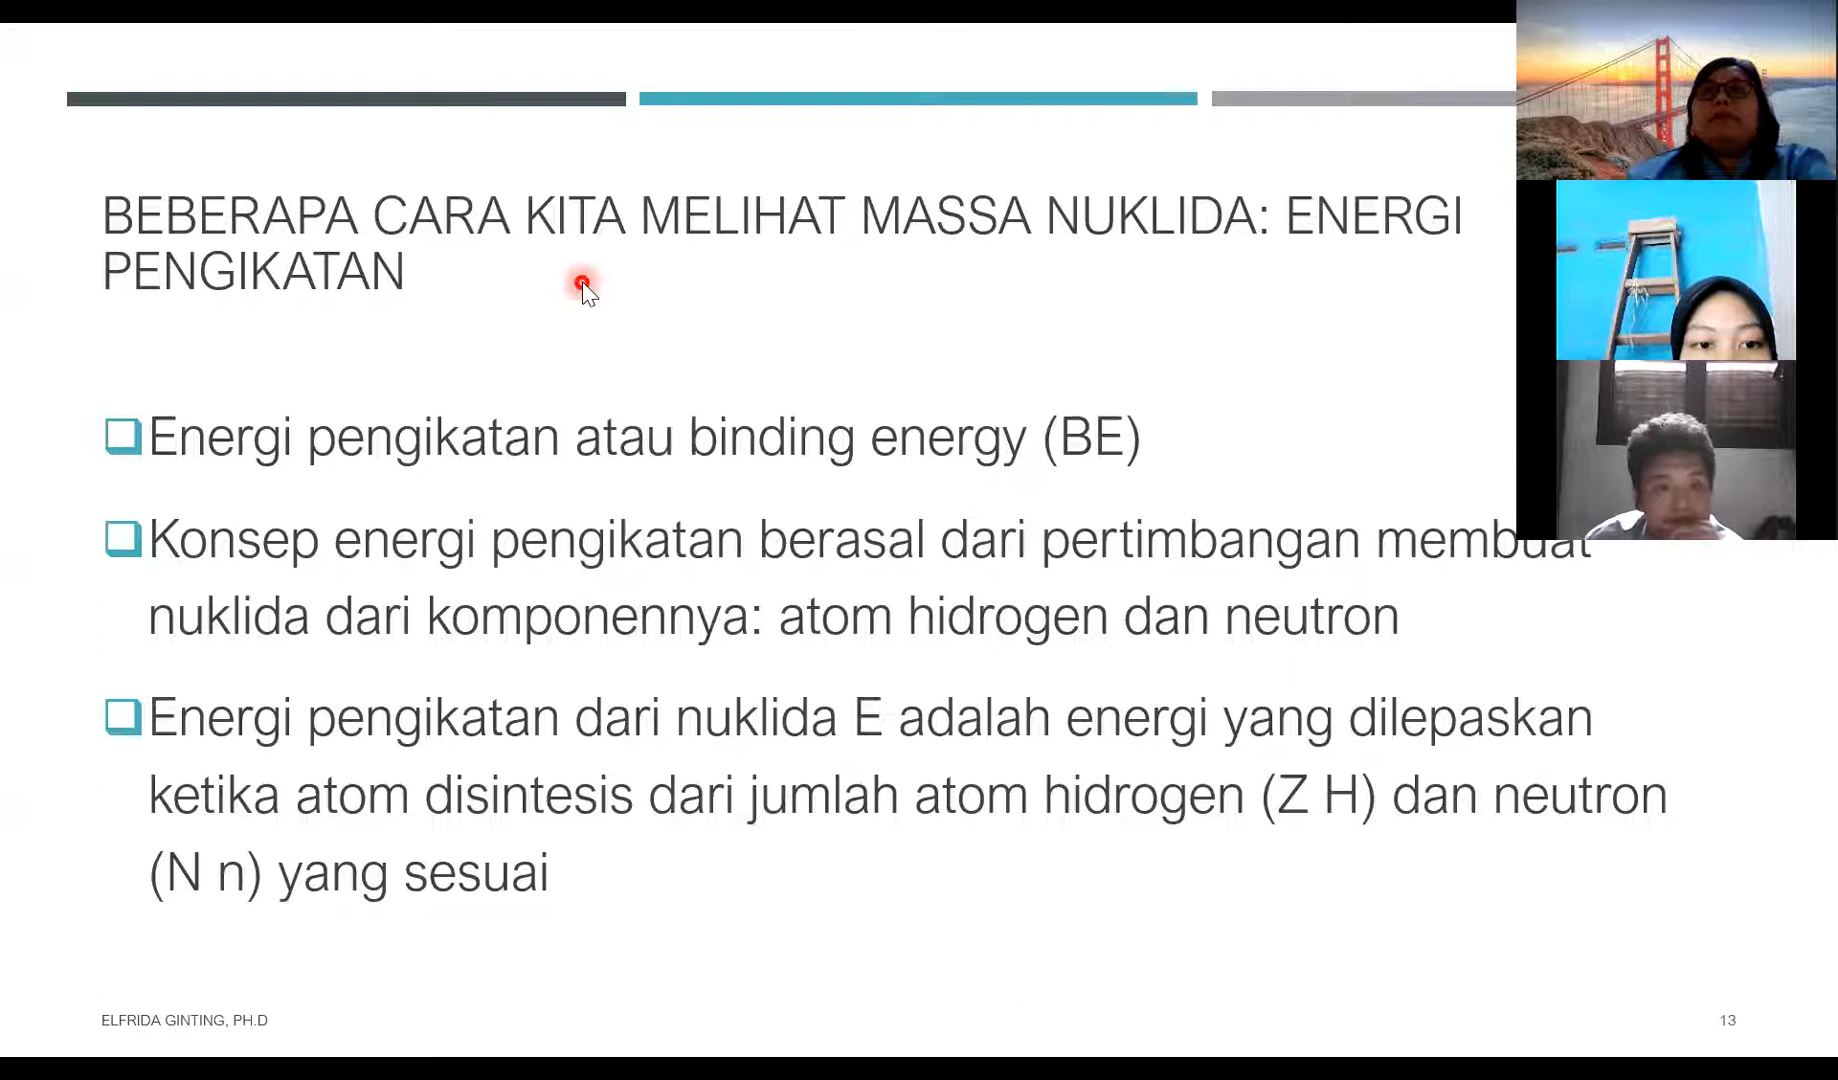 BEBERAPA CARA KITA MELIHAT MASSA NUKLIDA: ENERGI
PENGIKATAN
Energi pengikatan atau binding energy (BE)
Konsep energi pengikatan berasal dari pertimbangan membuat
nuklida dari komponennya: atom hidrogen dan neutron
Energi pengikatan dari nuklida E adalah energi yang dilepaskan
ketika atom disintesis dari jumlah atom hidrogen (Z H) dan neutron
(N n) yang sesuai
ELFRIDA GINTING, PH.D
13